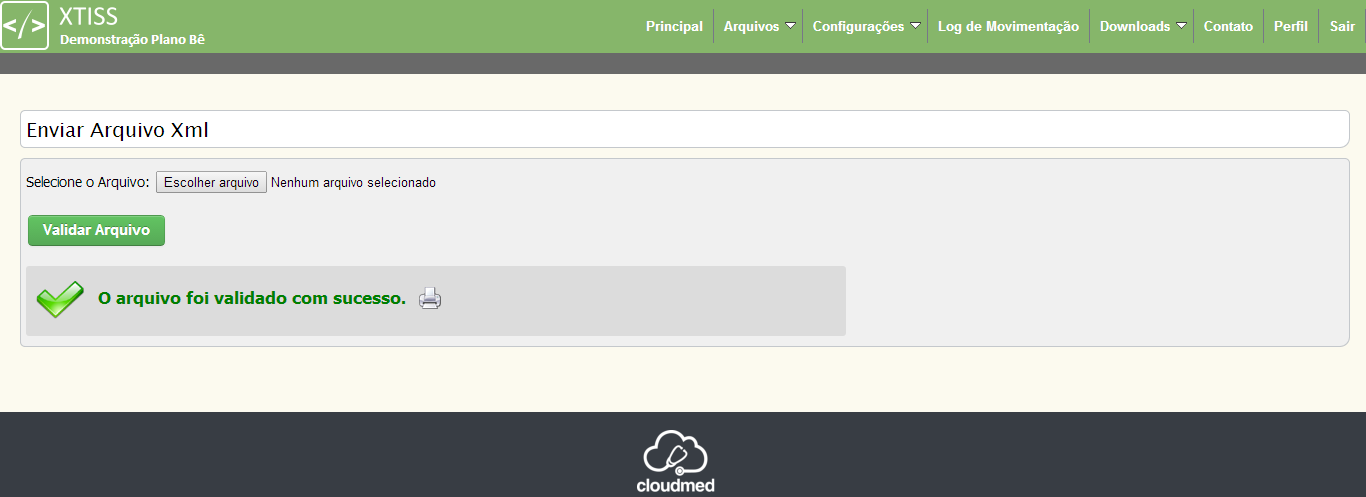 </>
XTISS
Demonstração Plano Bê
Principal Arquivos Configurações Log de Movimentação Downloads Contato Perfil Sair
Enviar Arquivo Xml
Selecione o Arquivo: Escolher arquivo Nenhum arquivo selecionado
Validar Arquivo
O arquivo foi validado com sucesso.
cloudmed